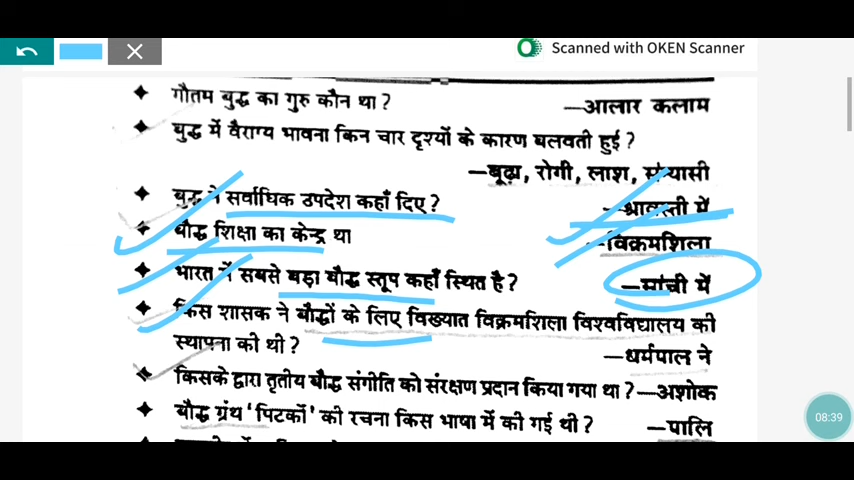 Scanned with OKEN Scanner
✦ गौतम बुद्ध का गुरु कौन था? —आलार कलाम
✦ बुद्ध में वैराग्य भावना किन चार दृश्यों के कारण बलवती हुई?
—बूढ़ा, रोगी, लाश, संन्यासी
✦ बुद्ध ने सर्वाधिक उपदेश कहाँ दिए? —श्रावस्ती में
✦ बौद्ध शिक्षा का केन्द्र था —विक्रमशिला
✦ भारत में सबसे बड़ा बौद्ध स्तूप कहाँ स्थित है? —सांची में
✦ किस शासक ने बौद्धों के लिए विख्यात विक्रमशिला विश्वविद्यालय की
स्थापना की थी? —धर्मपाल ने
✦ किसके द्वारा तृतीय बौद्ध संगीति को संरक्षण प्रदान किया गया था? —अशोक
✦ बौद्ध ग्रंथ 'पिटकों' की रचना किस भाषा में की गई थी? —पालि
08:39